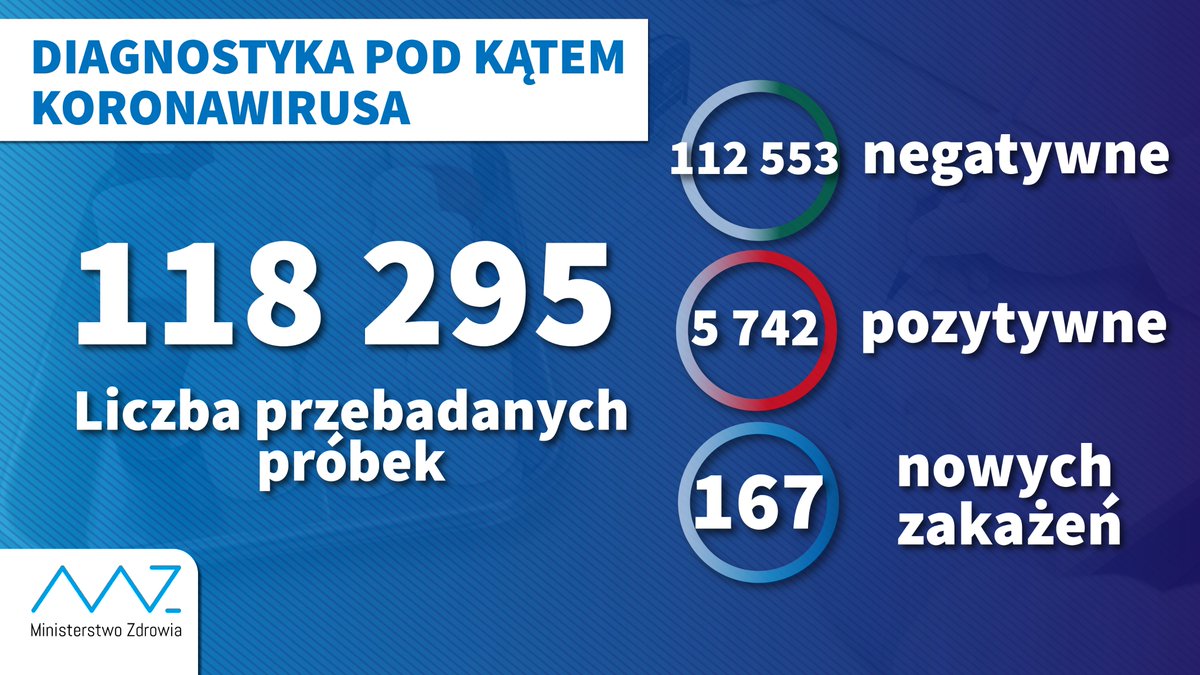 DIAGNOSTYKA POD KĄTEM
KORONAWIRUSA
118 295
Liczba przebadanych
próbek
112 553 negatywne
5 742 pozytywne
167 nowych
zakażeń
Ministerstwo Zdrowia